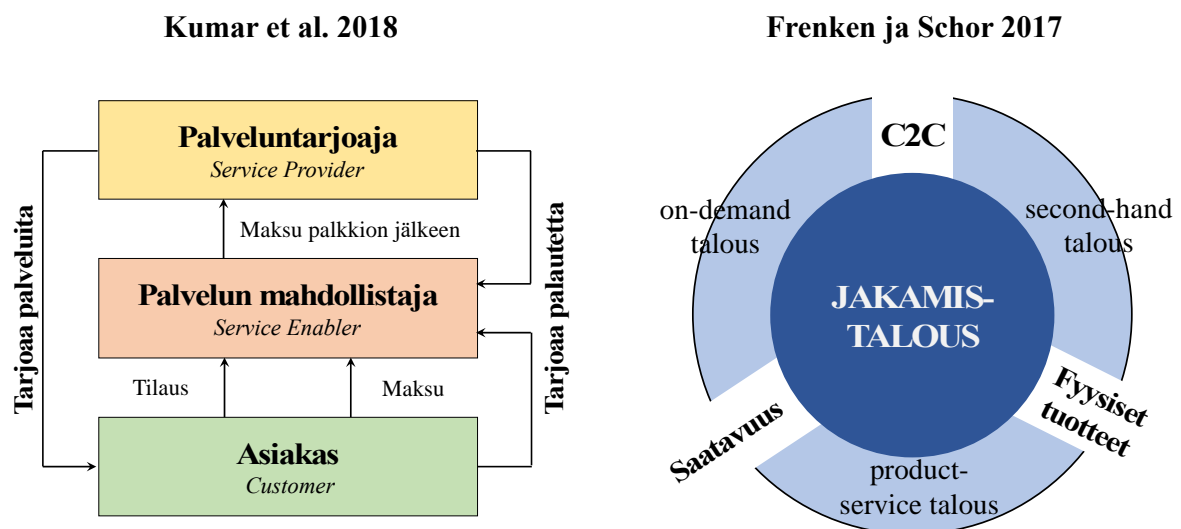 Kumar et al. 2018
Palveluntarjoaja
Service Provider
Maksu palkkion jälkeen
Palvelun mahdollistaja
Service Enabler
Tilaus
Maksu
Asiakas
Customer
Tarjoaa palveluita
Tarjoaa palautetta
Frenken ja Schor 2017
C2C
on-demand
talous
second-hand
talous
JAKAMIS-
TALOUS
Saatavuus
Fyysiset
tuotteet
product-
service talous